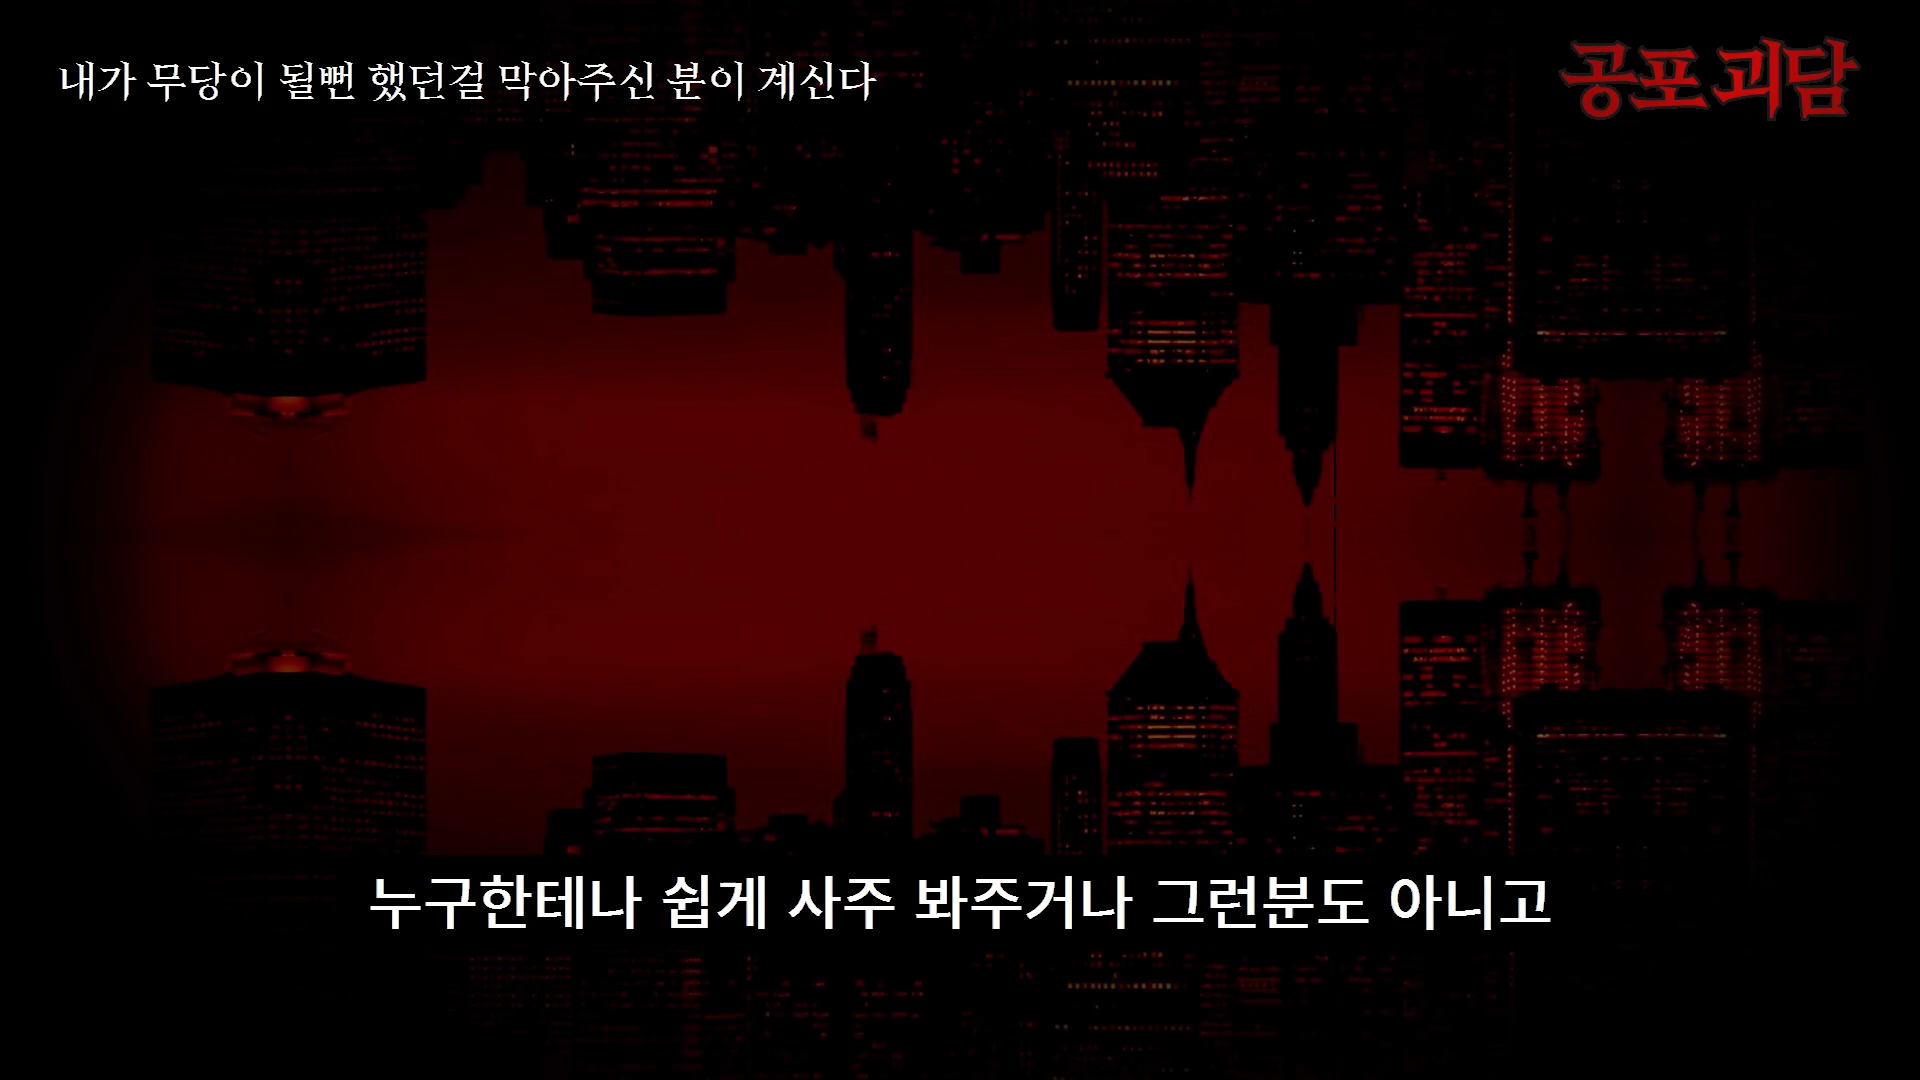 내가 무당이 될뻔 했던걸 막아주신 분이 계신다
공포괴담
누구한테나 쉽게 사주 봐주거나 그런분도 아니고